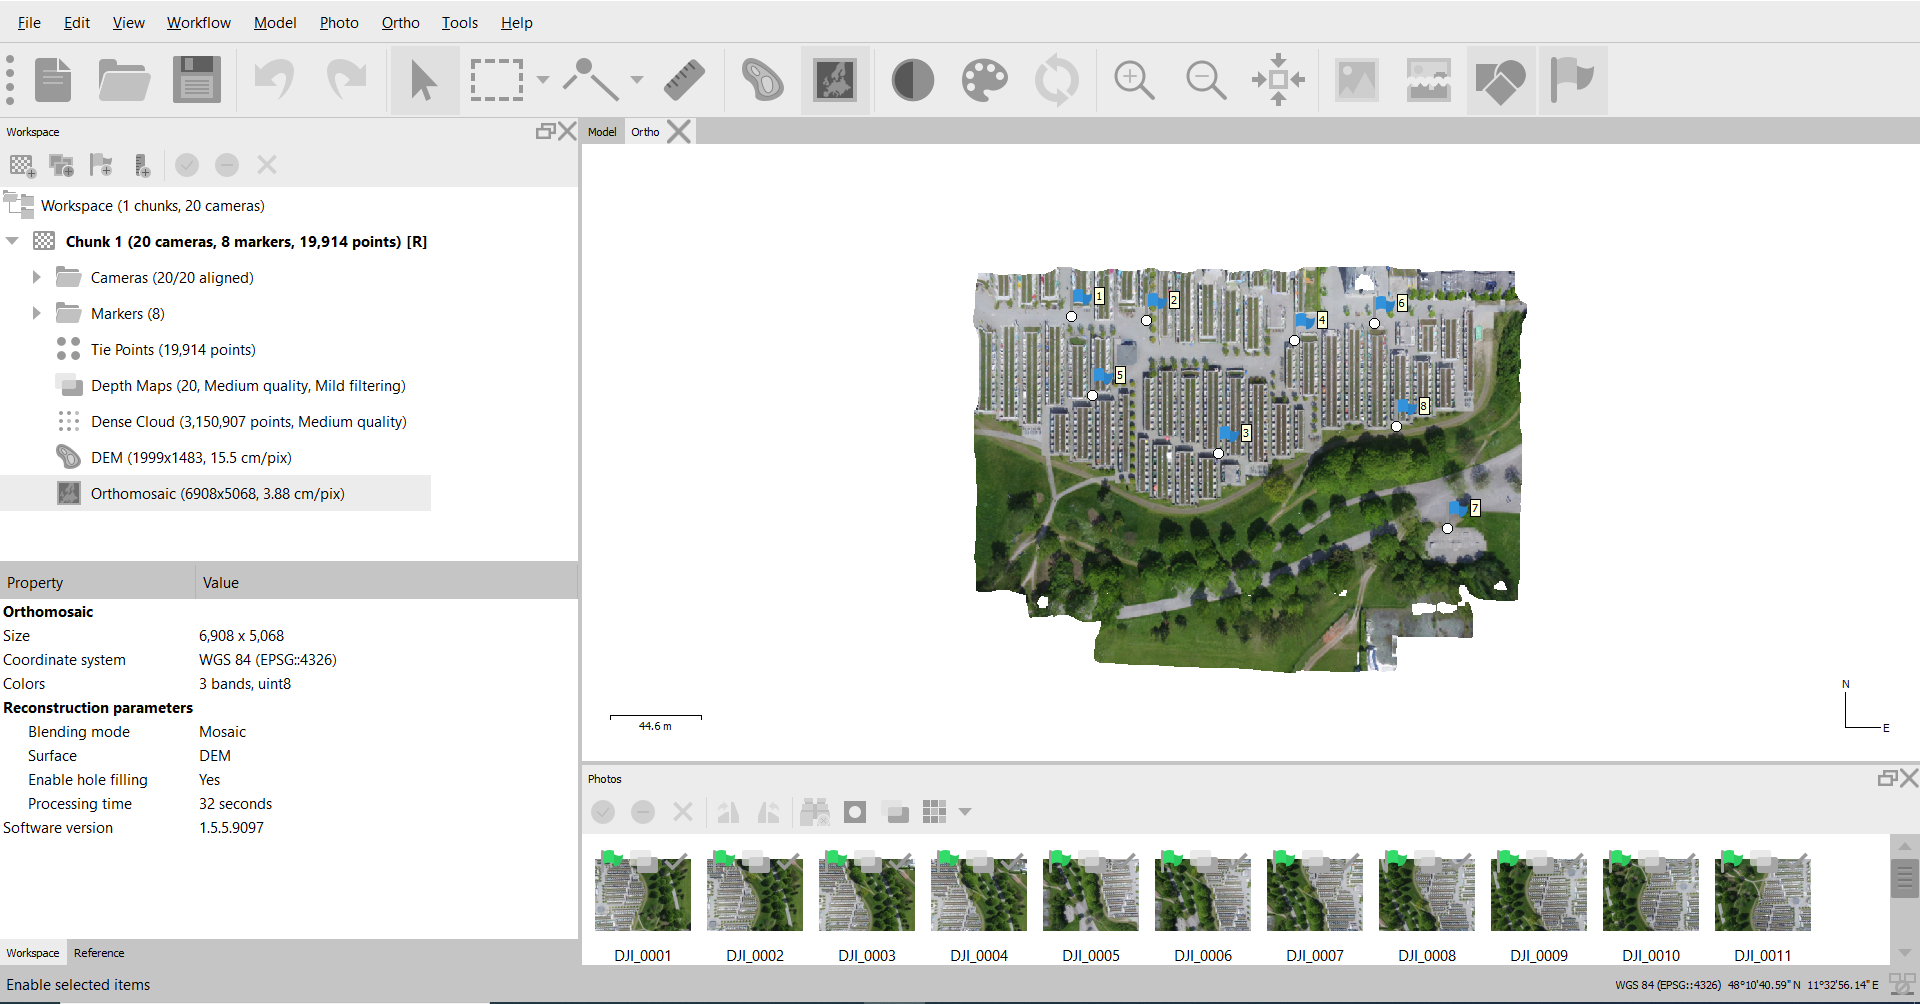 File Edit View Workflow Model Photo Ortho Tools Help
Workspace
Workspace (1 chunks, 20 cameras)
Chunk 1 (20 cameras, 8 markers, 19,914 points) [R]
Cameras (20/20 aligned)
Markers (8)
Tie Points (19,914 points)
Depth Maps (20, Medium quality, Mild filtering)
Dense Cloud (3,150,907 points, Medium quality)
DEM (1999x1483, 15.5 cm/pix)
Orthomosaic (6908x5068, 3.88 cm/pix)
Property Value
Orthomosaic
Size 6,908 x 5,068
Coordinate system WGS 84 (EPSG::4326)
Colors 3 bands, uint8
Reconstruction parameters
Blending mode Mosaic
Surface DEM
Enable hole filling Yes
Processing time 32 seconds
Software version 1.5.5.9097
Workspace Reference
Model Ortho
1
2
6
4
5
8
3
7
44.6 m
N
E
Photos
DJI_0001 DJI_0002 DJI_0003 DJI_0004 DJI_0005 DJI_0006 DJI_0007 DJI_0008 DJI_0009 DJI_0010 DJI_0011
Enable selected items
WGS 84 (EPSG::4326) 48°10'40.59" N 11°32'56.14" E